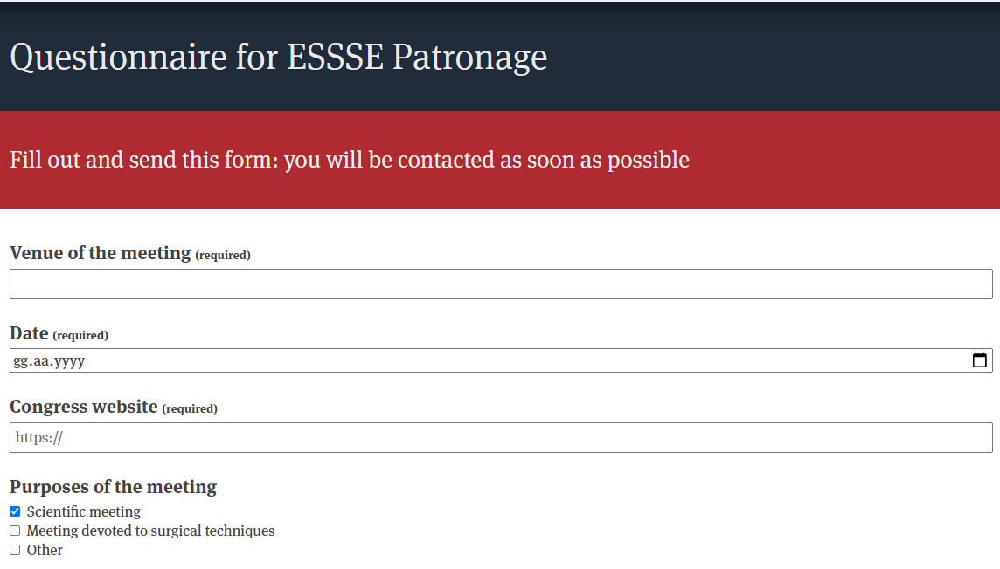 Questionnaire for ESSSE Patronage
Fill out and send this form: you will be contacted as soon as possible
Venue of the meeting (required)
Date (required)
gg.aa.yyyy
Congress website (required)
https://
Purposes of the meeting
Scientific meeting
Meeting devoted to surgical techniques
Other